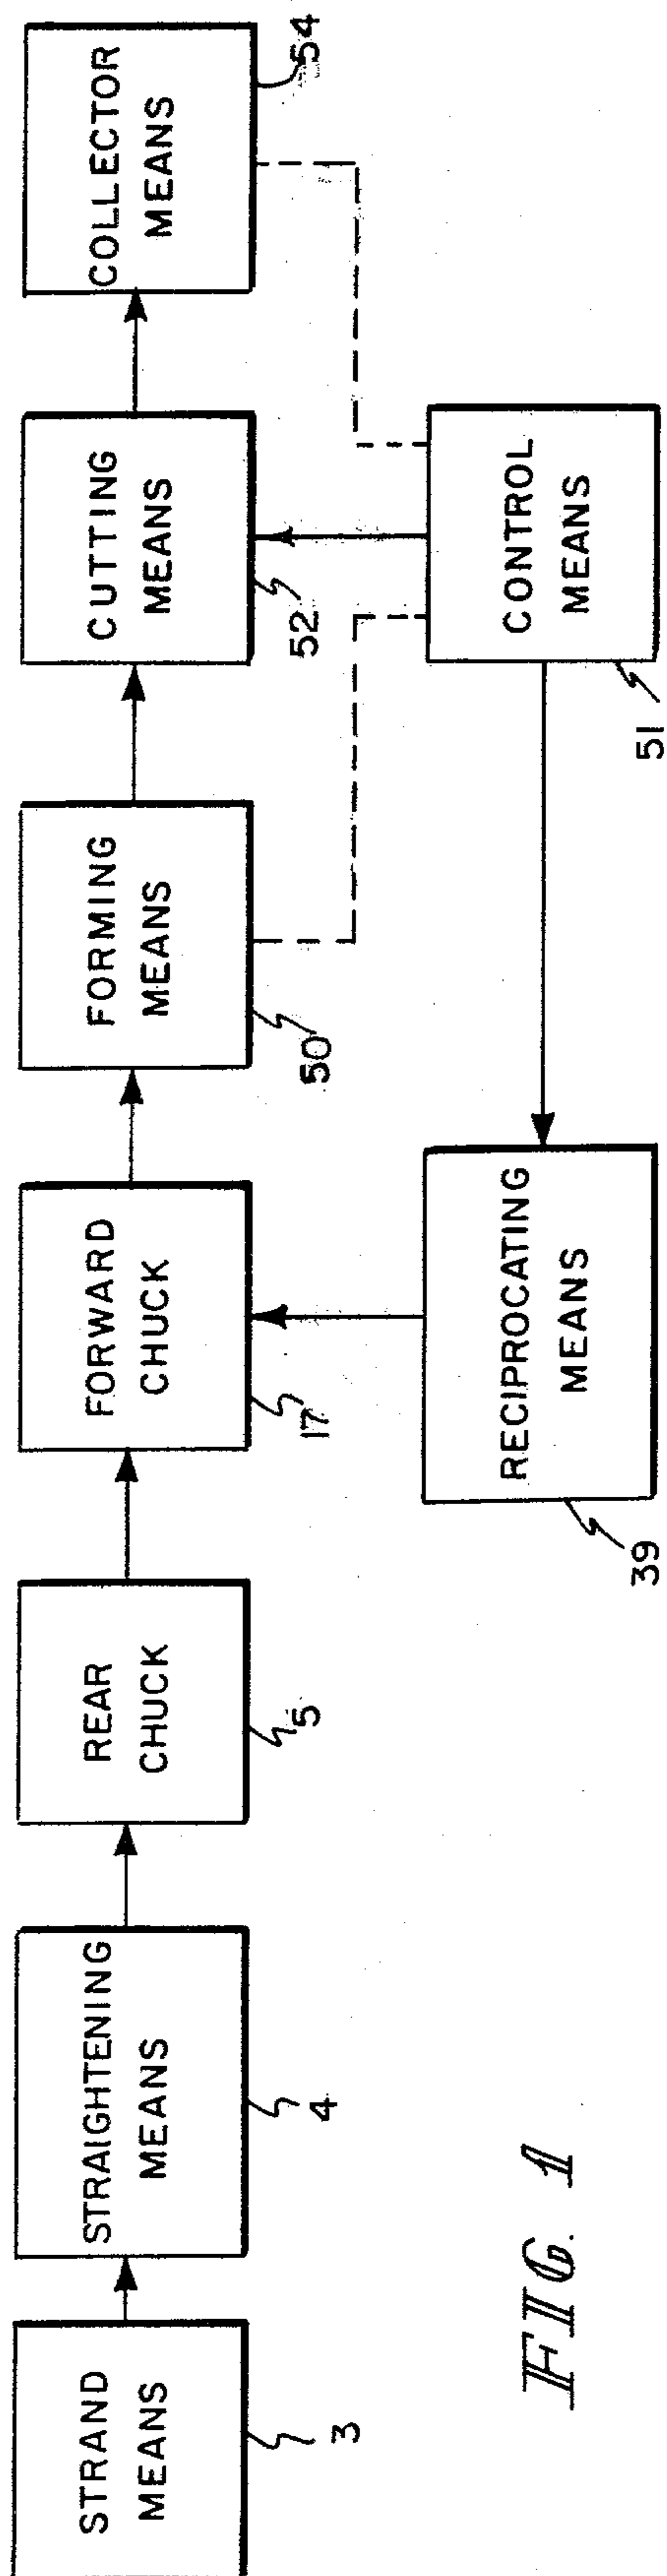 STRAND
MEANS
3
STRAIGHTENING
MEANS
4
REAR
CHUCK
5
FORWARD
CHUCK
17
FORMING
MEANS
50
CUTTING
MEANS
52
COLLECTOR
MEANS
54
RECIPROCATING
MEANS
39
CONTROL
MEANS
51
FIG. 1